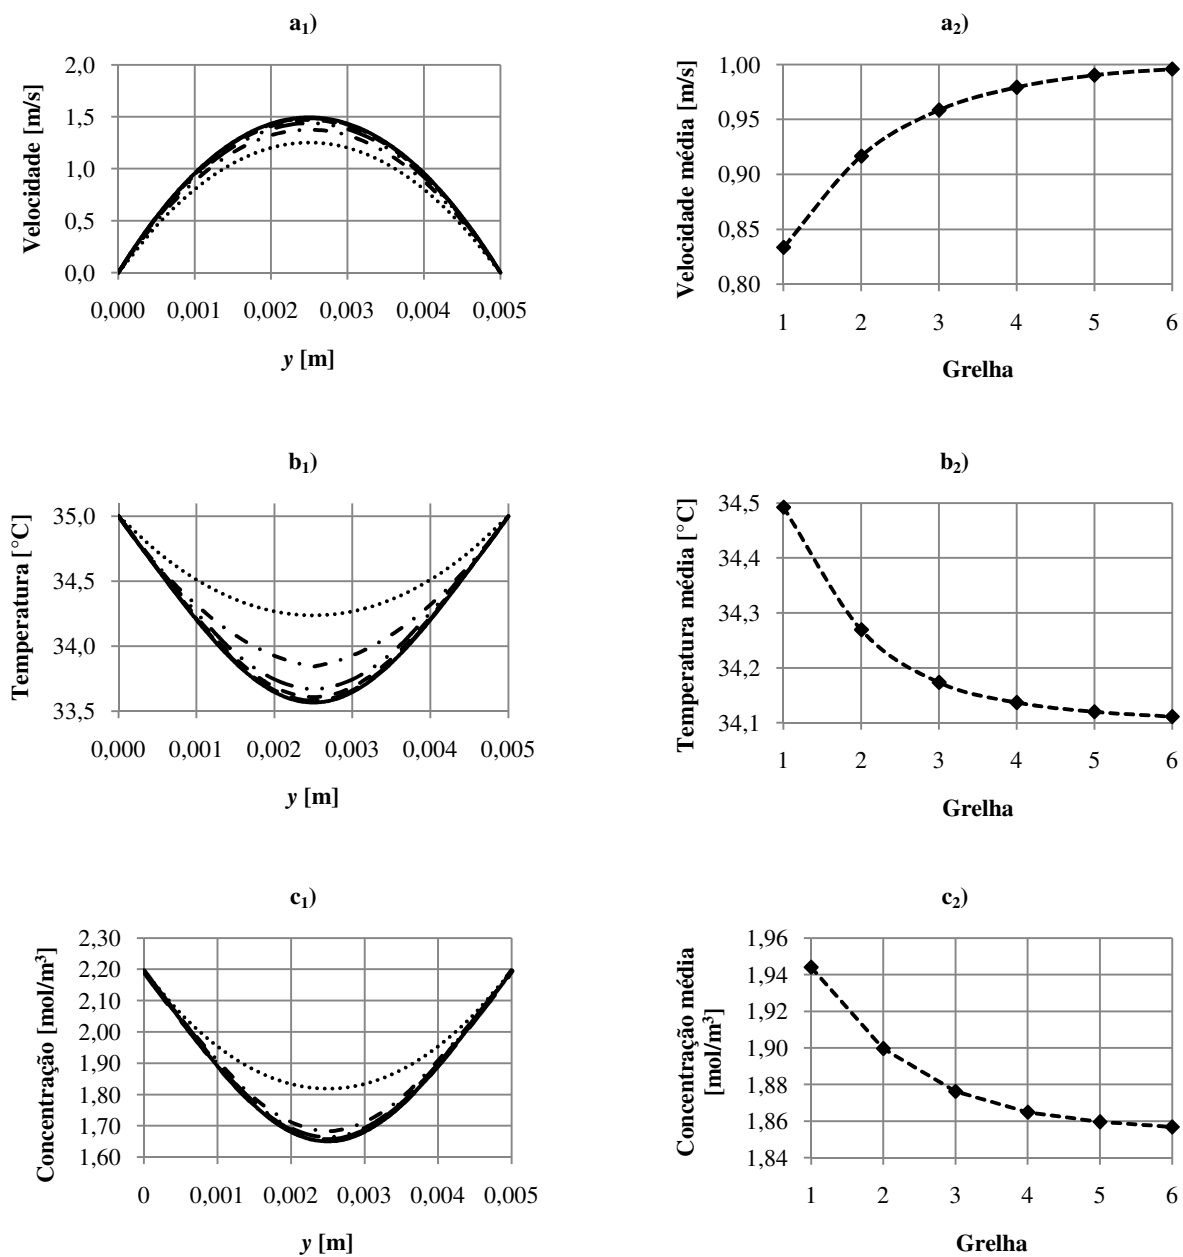 a₁)
Velocidade [m/s]
2,0
1,5
1,0
0,5
0,0
0,000 0,001 0,002 0,003 0,004 0,005
y [m]
a₂)
Velocidade média [m/s]
1,00
0,95
0,90
0,85
0,80
1 2 3 4 5 6
Grelha
b₁)
Temperatura [°C]
35,0
34,5
34,0
33,5
0,000 0,001 0,002 0,003 0,004 0,005
y [m]
b₂)
Temperatura média [°C]
34,5
34,4
34,3
34,2
34,1
1 2 3 4 5 6
Grelha
c₁)
Concentração [mol/m³]
2,30
2,20
2,10
2,00
1,90
1,80
1,70
1,60
0 0,001 0,002 0,003 0,004 0,005
y [m]
c₂)
Concentração média
[mol/m³]
1,96
1,94
1,92
1,90
1,88
1,86
1,84
1 2 3 4 5 6
Grelha